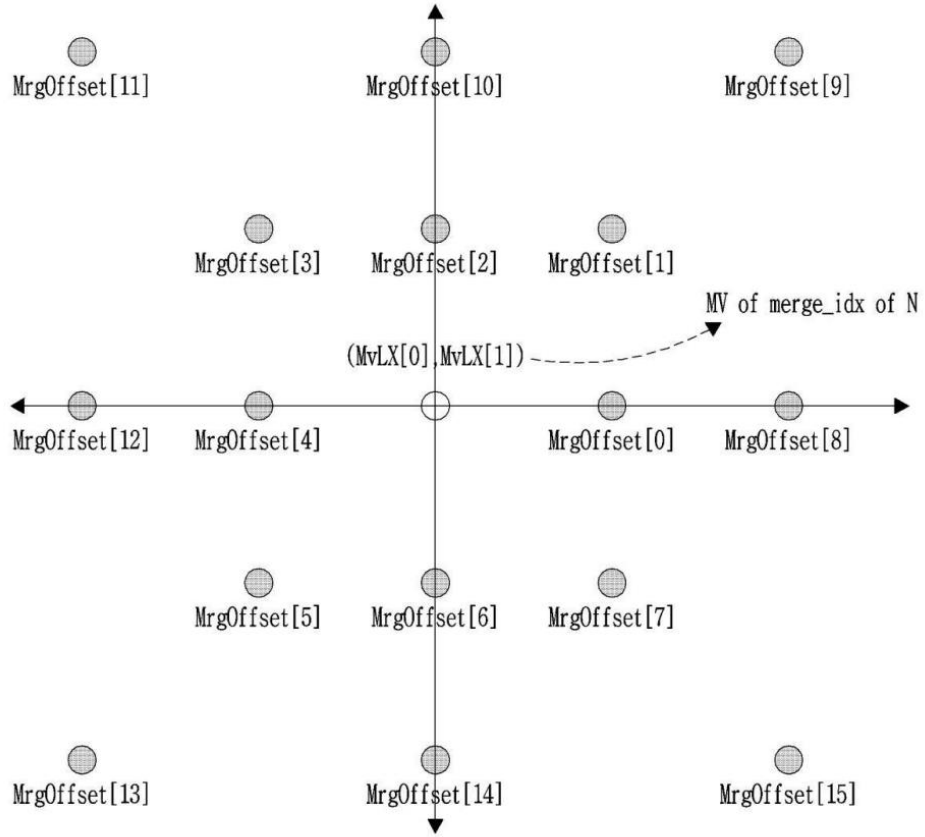 MrgOffset[11]
MrgOffset[10]
MrgOffset[9]
MrgOffset[3]
MrgOffset[2]
MrgOffset[1]
MV of merge_idx of N
(MvLX[0],MvLX[1])
MrgOffset[12]
MrgOffset[4]
MrgOffset[0]
MrgOffset[8]
MrgOffset[5]
MrgOffset[6]
MrgOffset[7]
MrgOffset[13]
MrgOffset[14]
MrgOffset[15]